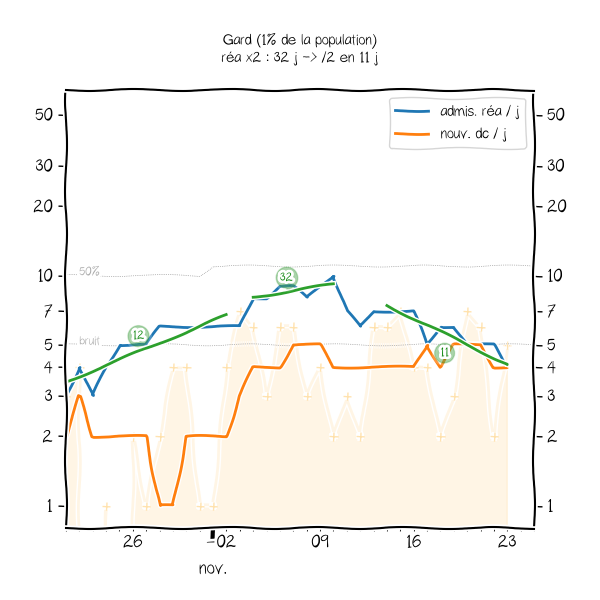 Gard (1% de la population)
réa x2 : 32 j -> /2 en 11 j
admis. réa / j
nouv. dc / j
50 50
30 30
20 20
10 10
7 7
5 5
4 4
3 3
2 2
1 1
50%
bruit
12
32
11
26 02 09 16 23
nov.